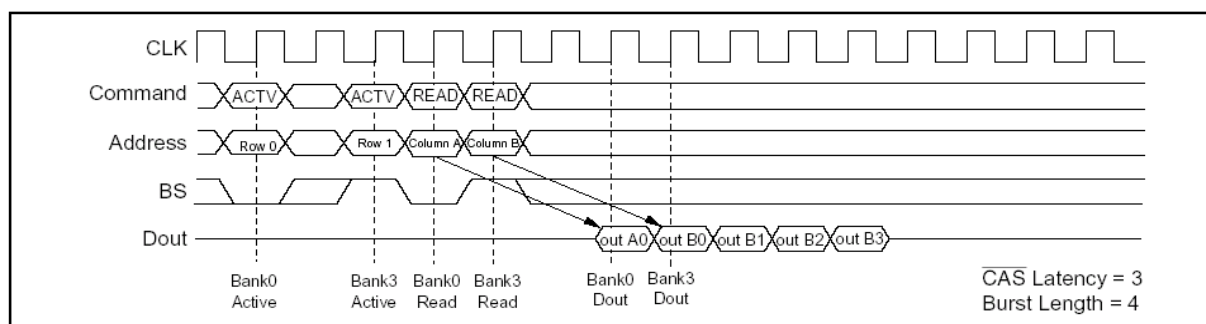 CLK
Command ACTV ACTV READ READ
Address Row 0 Row 1 Column A Column B
BS
Dout out A0 out B0 out B1 out B2 out B3
Bank0 Active
Bank3 Active
Bank0 Read
Bank3 Read
Bank0 Dout
Bank3 Dout
CAS Latency = 3
Burst Length = 4